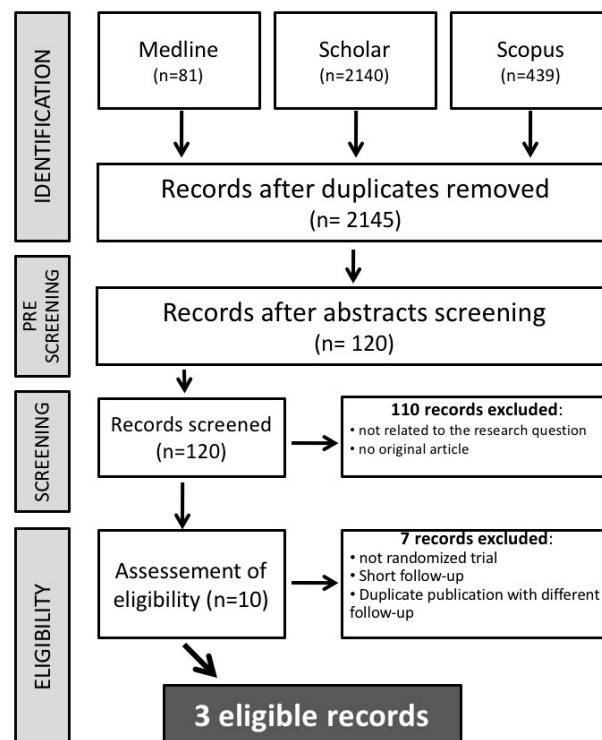 IDENTIFICATION
Medline
(n=81)
Scholar
(n=2140)
Scopus
(n=439)
Records after duplicates removed
(n= 2145)
PRE
SCREENING
Records after abstracts screening
(n= 120)
SCREENING
Records screened
(n=120)
110 records excluded:
• not related to the research question
• no original article
ELIGIBILITY
Assessement of
eligibility (n=10)
7 records excluded:
• not randomized trial
• Short follow-up
• Duplicate publication with different
follow-up
3 eligible records